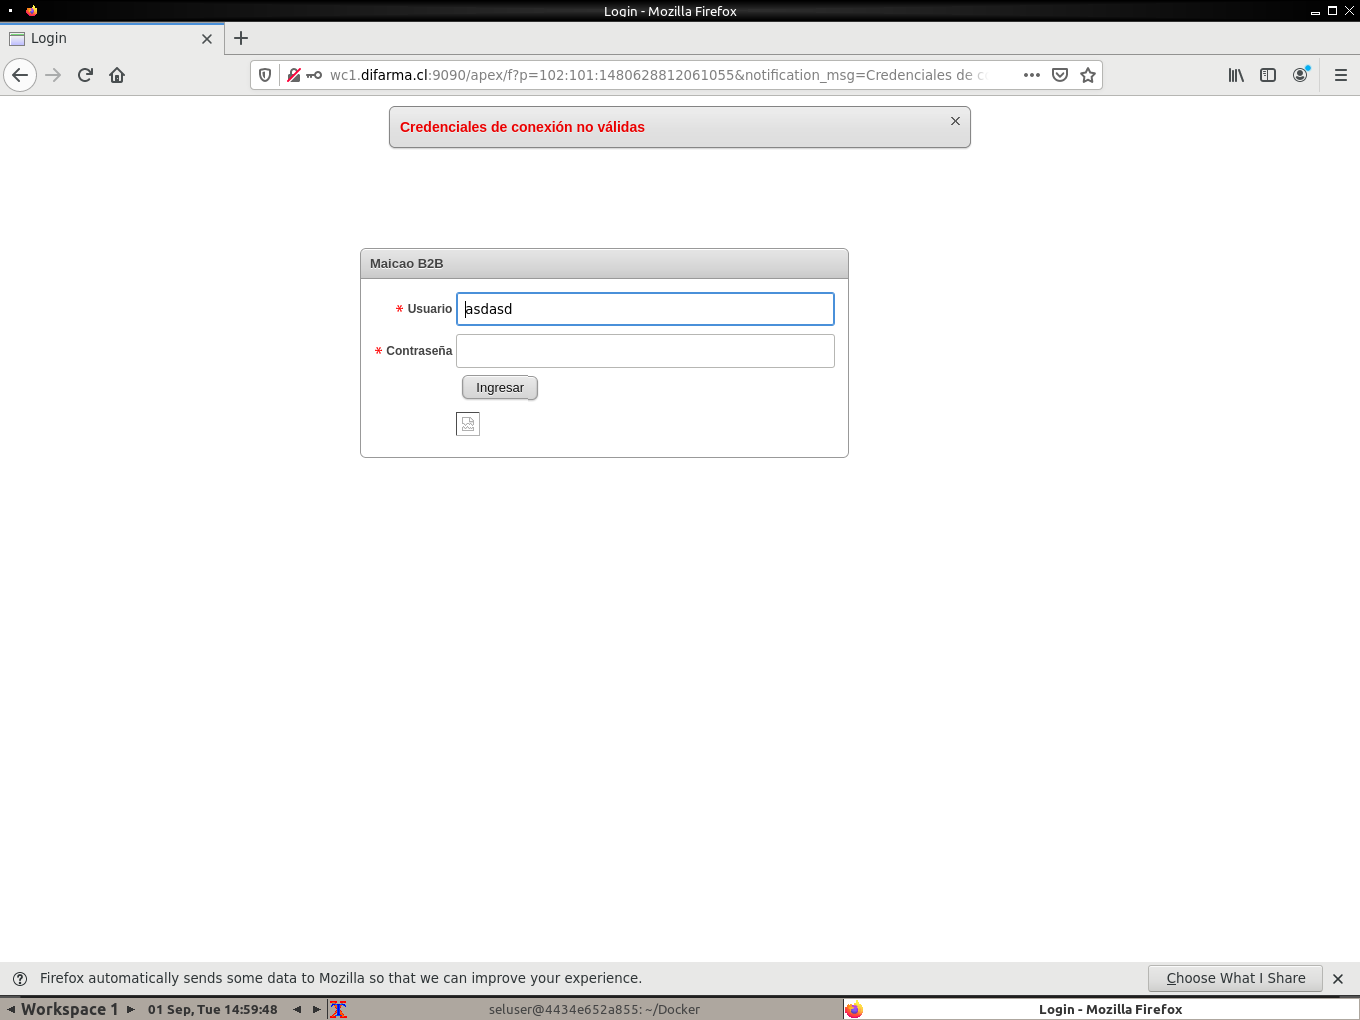 Login - Mozilla Firefox
Login
wc1.difarma.cl:9090/apex/f?p=102:101:1480628812061055&notification_msg=Credenciales de c
Credenciales de conexión no válidas
Maicao B2B
* Usuario
asdasd
* Contraseña
Ingresar
Firefox automatically sends some data to Mozilla so that we can improve your experience.
Choose What I Share
Workspace 1
01 Sep, Tue 14:59:48
seluser@4434e652a855: ~/Docker
Login - Mozilla Firefox